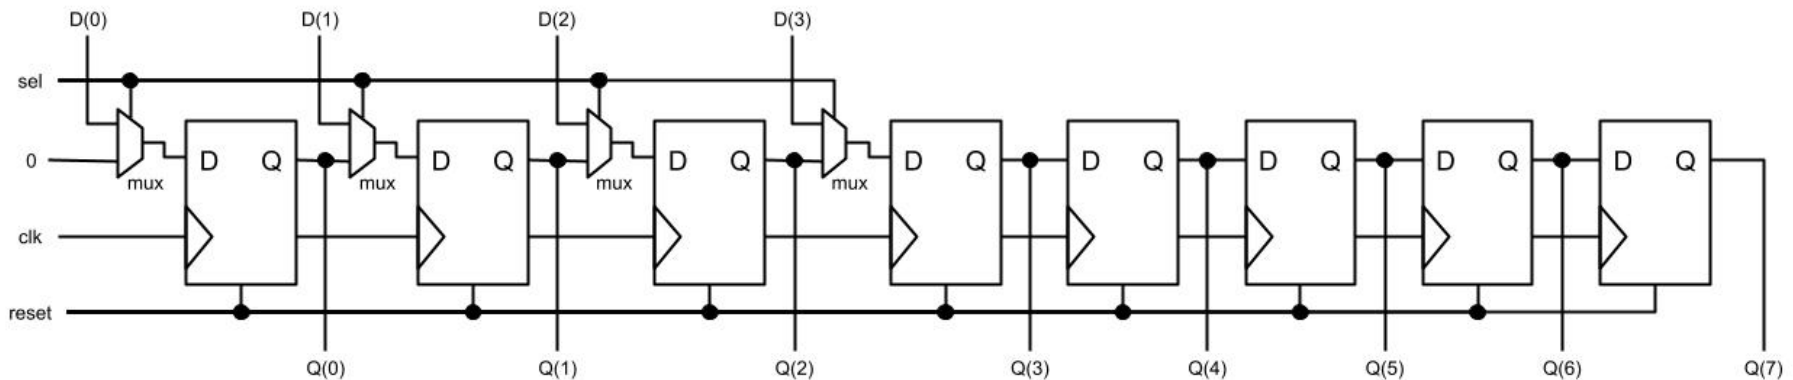 D(0) D(1) D(2) D(3)
sel
0 D Q D Q D Q D Q D Q D Q D Q D Q
mux mux mux mux
clk
reset
Q(0) Q(1) Q(2) Q(3) Q(4) Q(5) Q(6) Q(7)